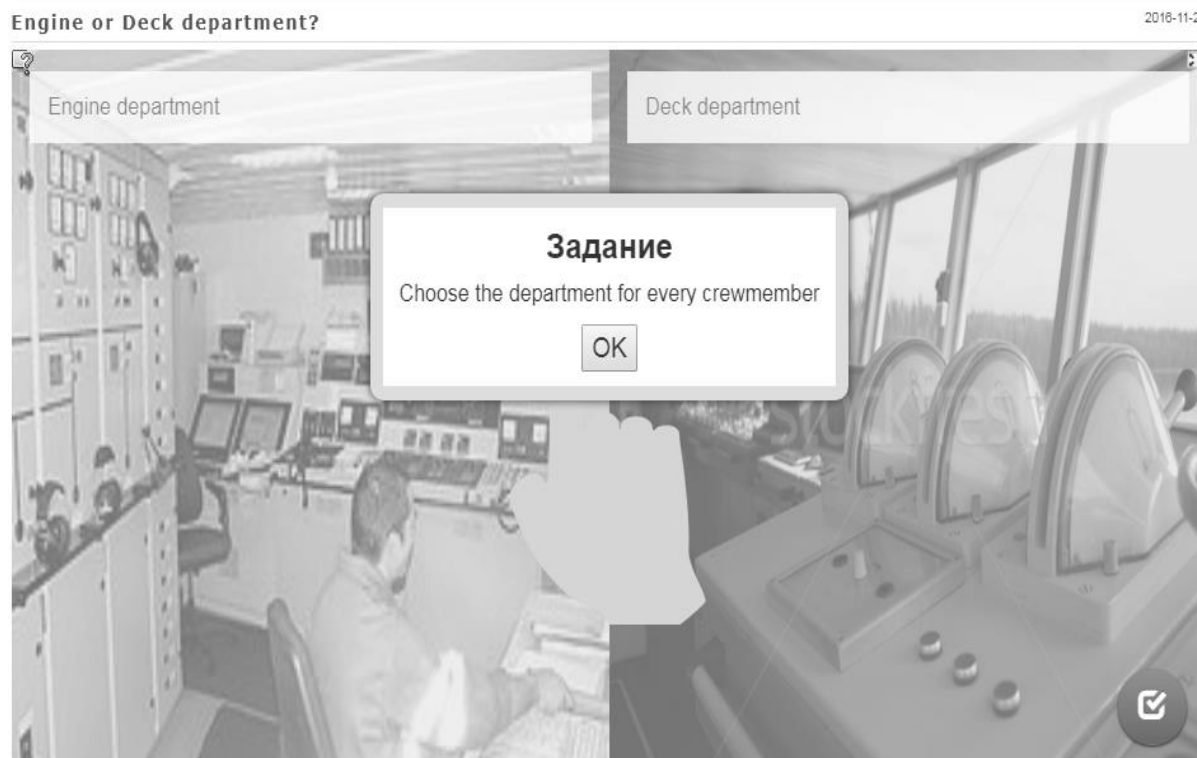 Engine or Deck department?
2016-11-2
Engine department
Deck department
Задание
Choose the department for every crewmember
OK